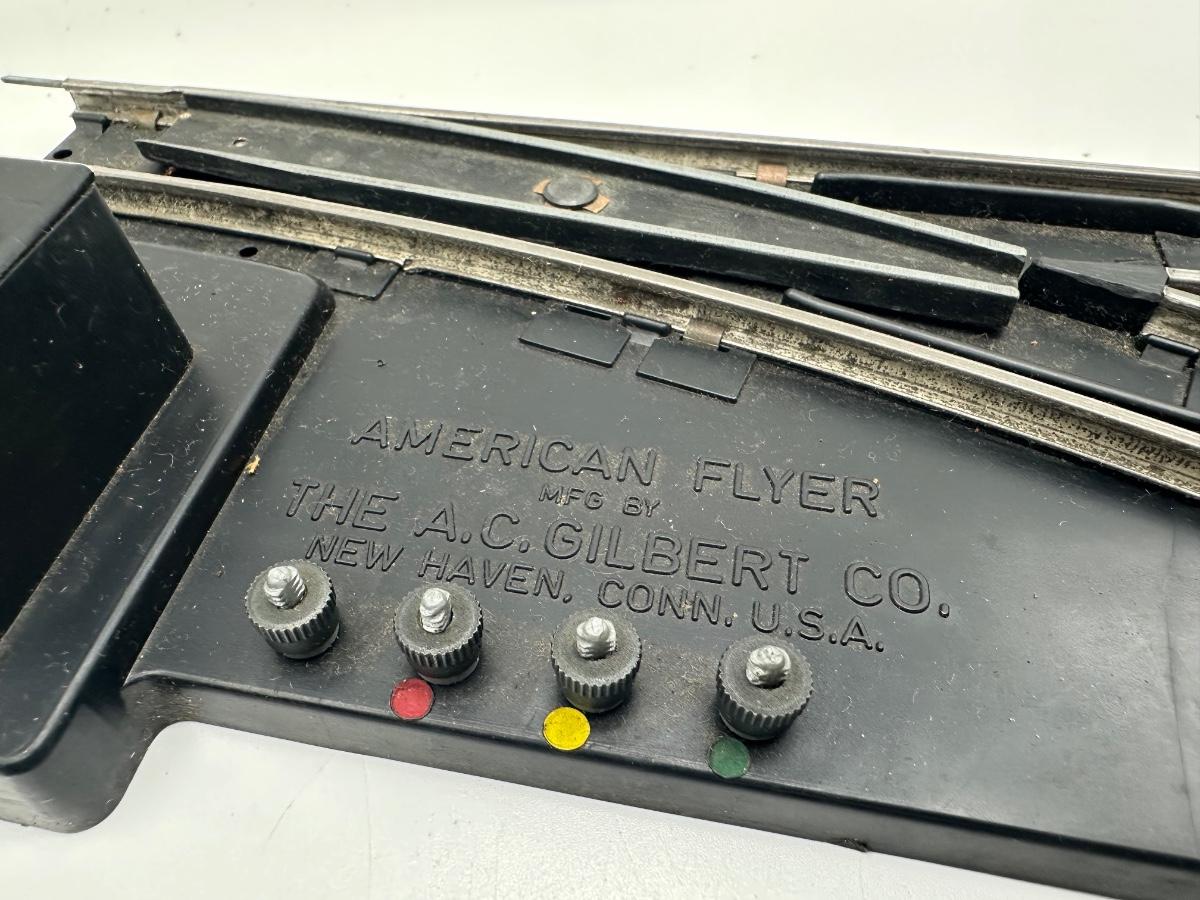 AMERICAN FLYER
MFG BY
THE A.C. GILBERT CO.
NEW HAVEN, CONN. U.S.A.